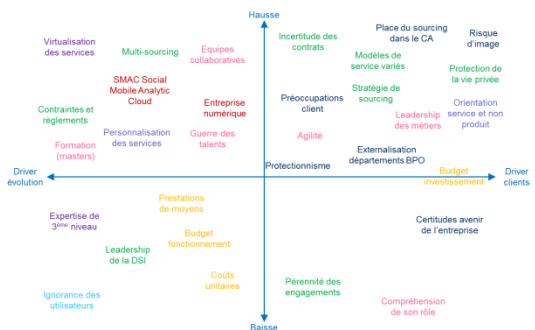 Hausse
Virtualisation
des services
Multi-sourcing
Equipes
collaboratives
Incertitude des
contrats
Place du sourcing
dans le CA
Risque
d'image
Modèles de
service variés
Protection de
la vie privée
SMAC Social
Mobile Analytic
Cloud
Entreprise
numérique
Préoccupations
client
Stratégie de
sourcing
Leadership
des métiers
Orientation
service et non
produit
Contraintes et
règlements
Formation
(masters)
Personnalisation
des services
Guerre des
talents
Agilité
Externalisation
départements BPO
Protectionnisme
Driver
évolution
Budget
investissement
Driver
clients
Prestations
de moyens
Expertise de
3ème niveau
Budget
fonctionnement
Certitudes avenir
de l'entreprise
Leadership
de la DSI
Coûts
unitaires
Ignorance des
utilisateurs
Pérennité des
engagements
Compréhension
de son rôle
Baisse